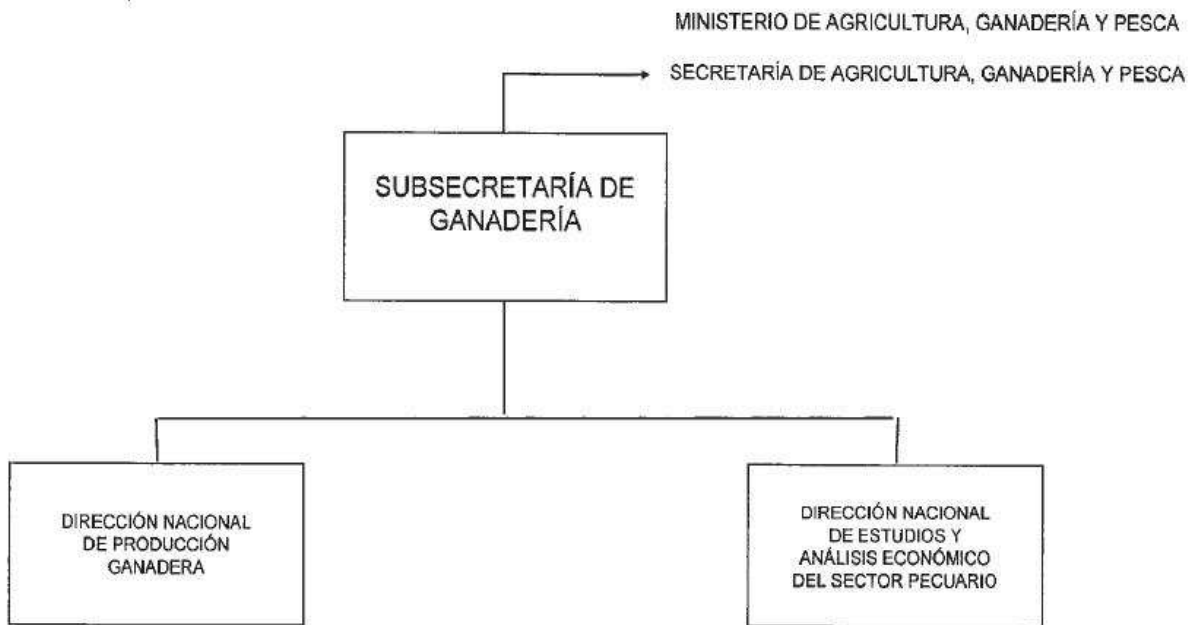 MINISTERIO DE AGRICULTURA, GANADERÍA Y PESCA
SECRETARÍA DE AGRICULTURA, GANADERÍA Y PESCA
SUBSECRETARÍA DE
GANADERÍA
DIRECCIÓN NACIONAL
DE PRODUCCIÓN
GANADERA
DIRECCIÓN NACIONAL
DE ESTUDIOS Y
ANÁLISIS ECONÓMICO
DEL SECTOR PECUARIO